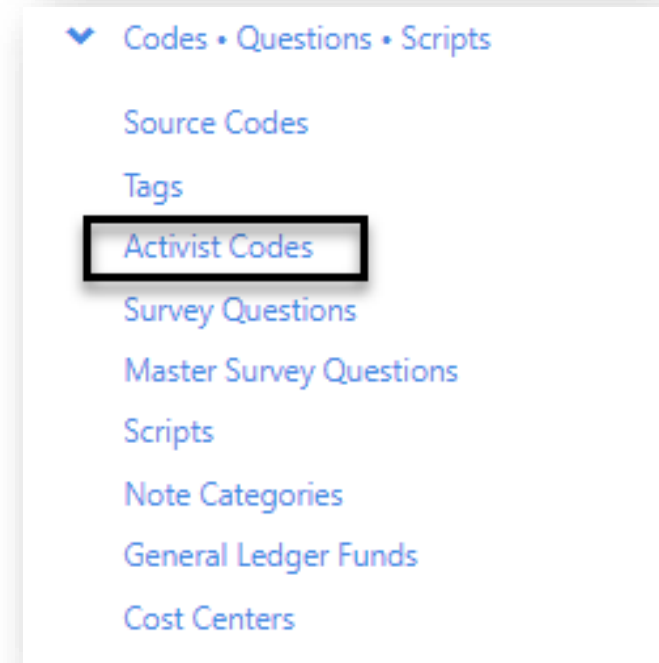 Codes • Questions • Scripts
Source Codes
Tags
Activist Codes
Survey Questions
Master Survey Questions
Scripts
Note Categories
General Ledger Funds
Cost Centers